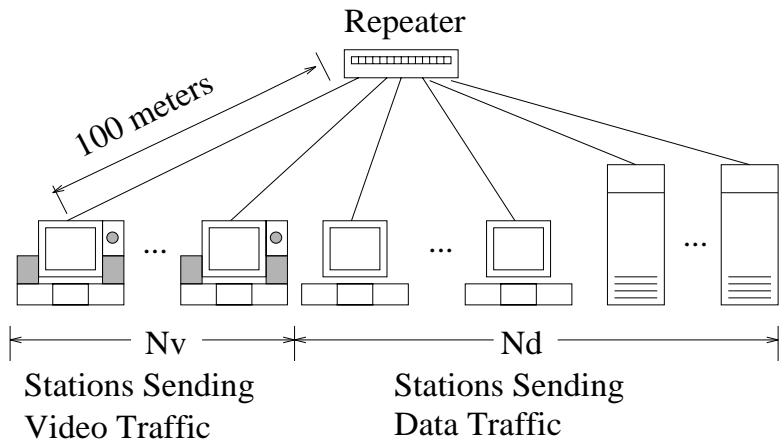 Repeater
100 meters
...
...
...
Nv
Nd
Stations Sending
Video Traffic
Stations Sending
Data Traffic